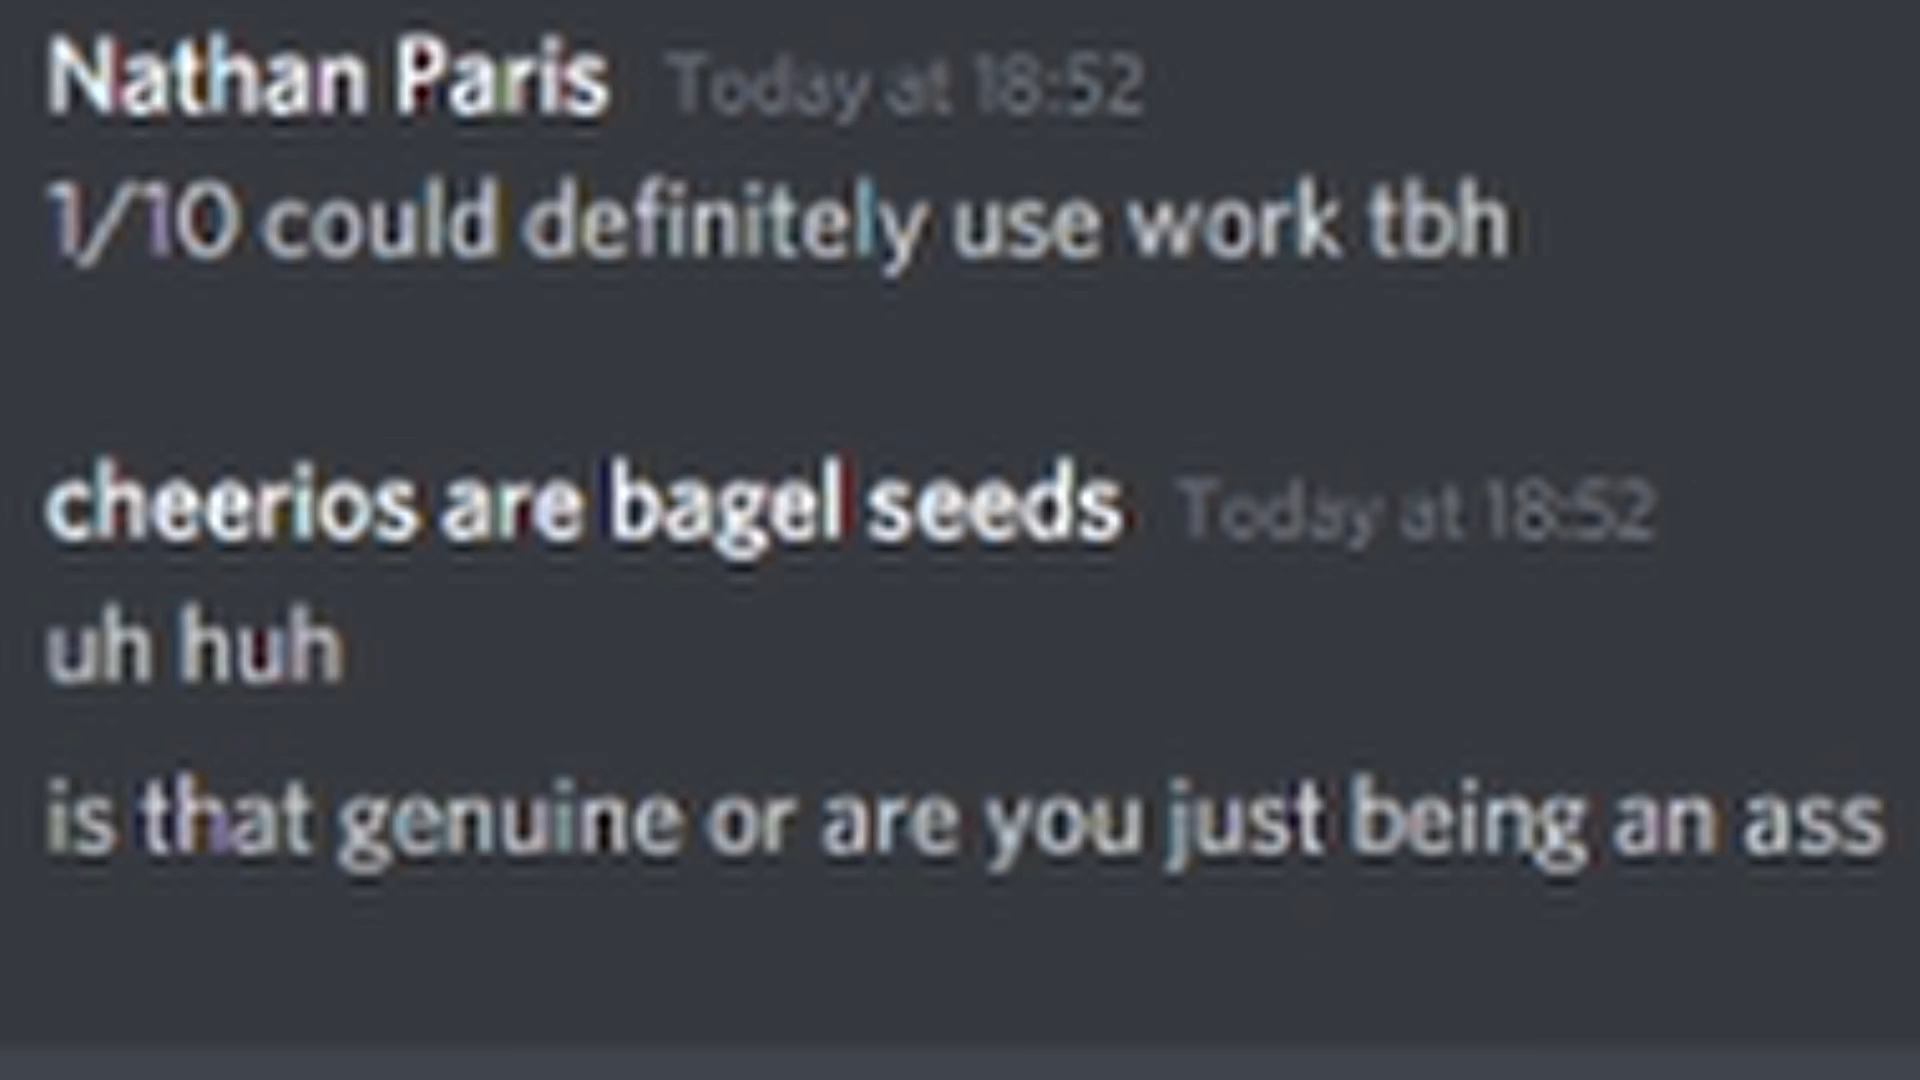 Nathan Paris Today at 18:52
1/10 could definitely use work tbh
cheerios are bagel seeds Today at 18:52
uh huh
is that genuine or are you just being an ass